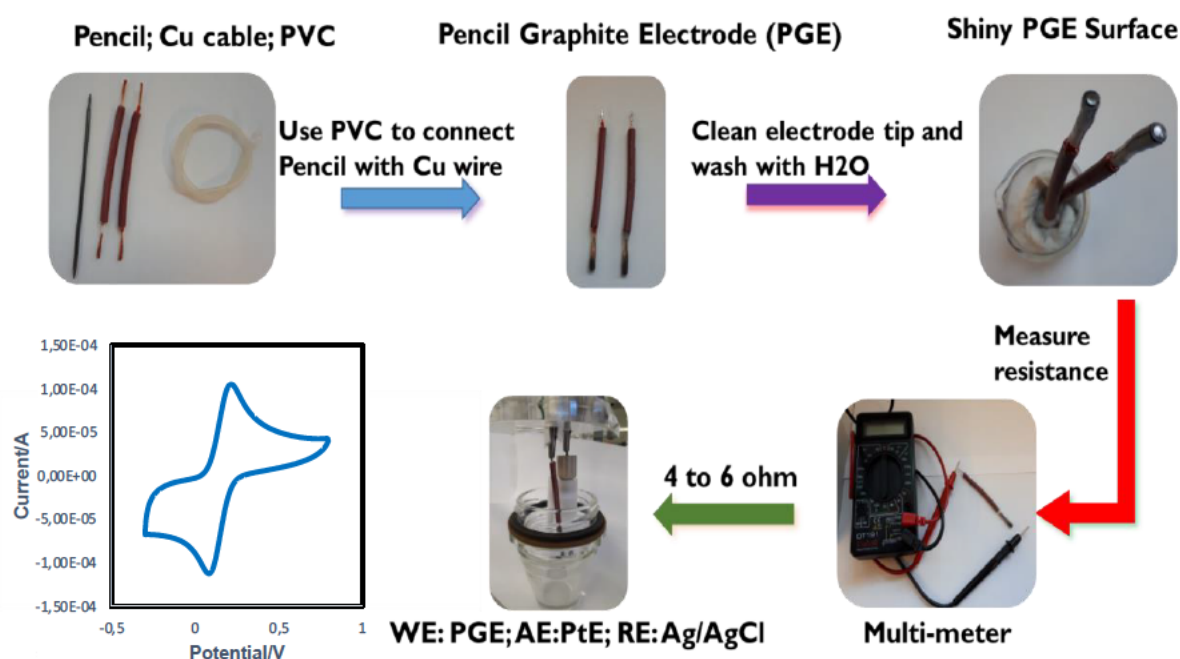 Pencil; Cu cable; PVC
Pencil Graphite Electrode (PGE)
Shiny PGE Surface
Use PVC to connect
Pencil with Cu wire
Clean electrode tip and
wash with H2O
Measure
resistance
4 to 6 ohm
Multi-meter
WE: PGE; AE:PtE; RE: Ag/AgCl
1,50E-04
1,00E-04
5,00E-05
0,00E+00
-5,00E-05
-1,00E-04
-1,50E-04
Current/A
-0,5
0
0,5
1
Potential/V